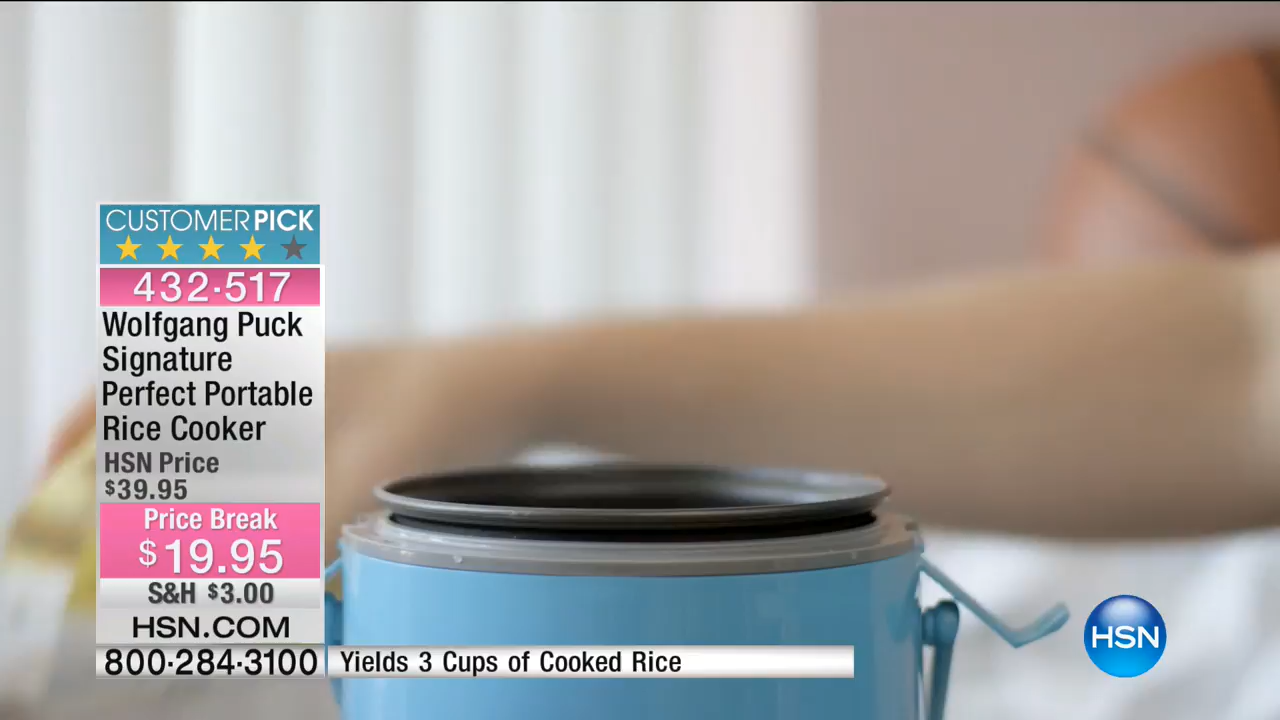 CUSTOMERPICK
432·517
Wolfgang Puck
Signature
Perfect Portable
Rice Cooker
HSN Price
$39.95
Price Break
$19.95
S&H $3.00
HSN.COM
800·284·3100
Yields 3 Cups of Cooked Rice
HSN